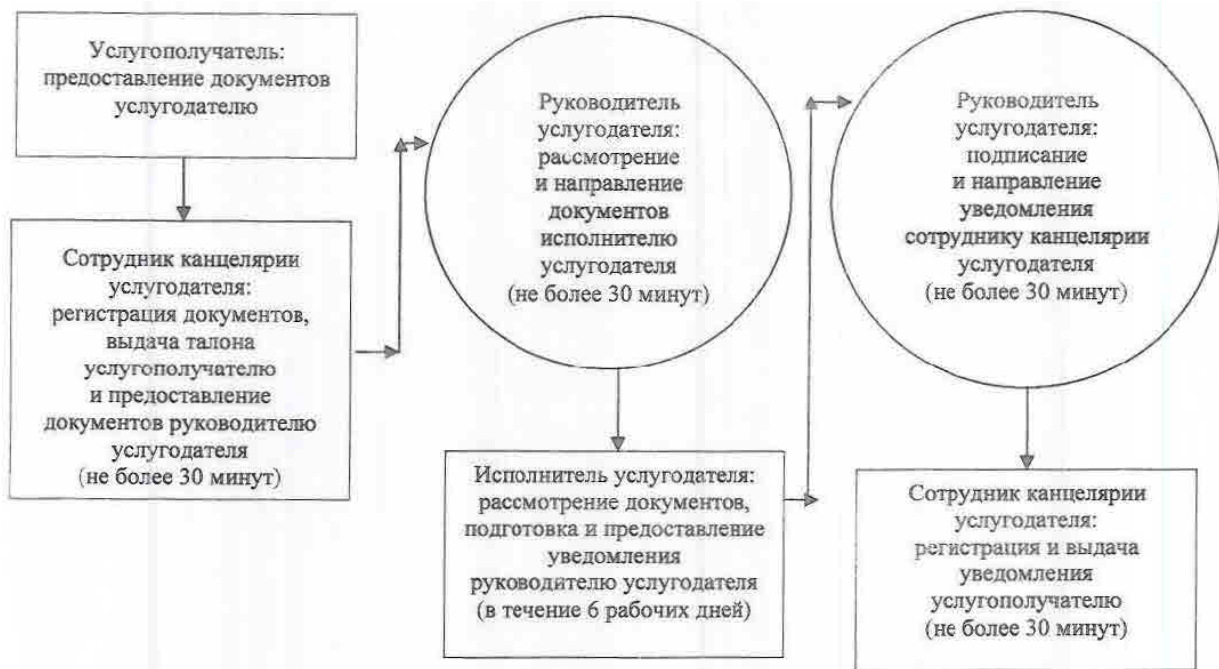 Услугополучатель:
предоставление документов
услугодателю
Сотрудник канцелярии
услугодателя:
регистрация документов,
выдача талона
услугополучателю
и предоставление
документов руководителю
услугодателя
(не более 30 минут)
Руководитель
услугодателя:
рассмотрение
и направление
документов
исполнителю
услугодателя
(не более 30 минут)
Исполнитель услугодателя:
рассмотрение документов,
подготовка и предоставление
уведомления
руководителю услугодателя
(в течение 6 рабочих дней)
Руководитель
услугодателя:
подписание
и направление
уведомления
сотруднику канцелярии
услугодателя
(не более 30 минут)
Сотрудник канцелярии
услугодателя:
регистрация и выдача
уведомления
услугополучателю
(не более 30 минут)